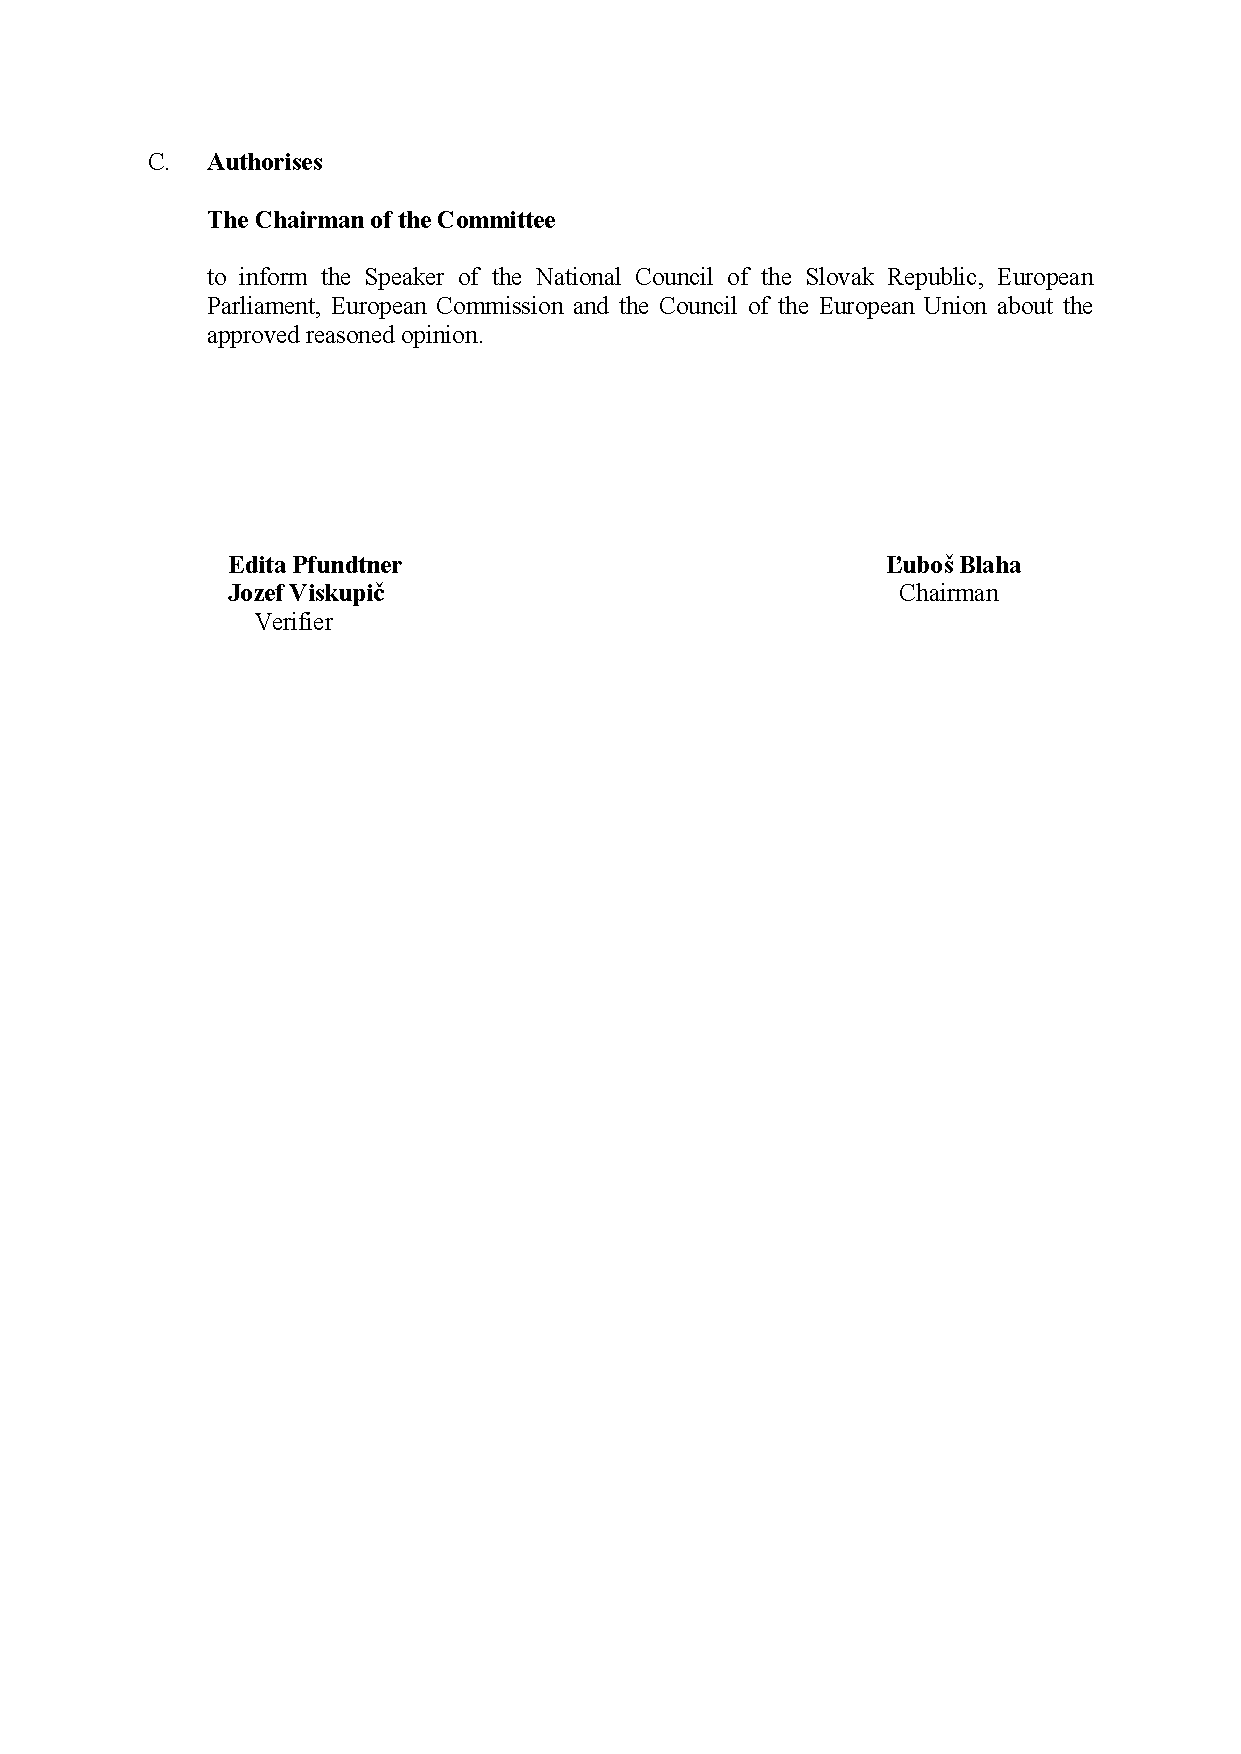 C. Authorises
The Chairman of the Committee
to inform the Speaker of the National Council of the Slovak Republic, European
Parliament, European Commission and the Council of the European Union about the
approved reasoned opinion.
Edita Pfundtner Ľuboš Blaha
Jozef Viskupič Chairman
Verifier